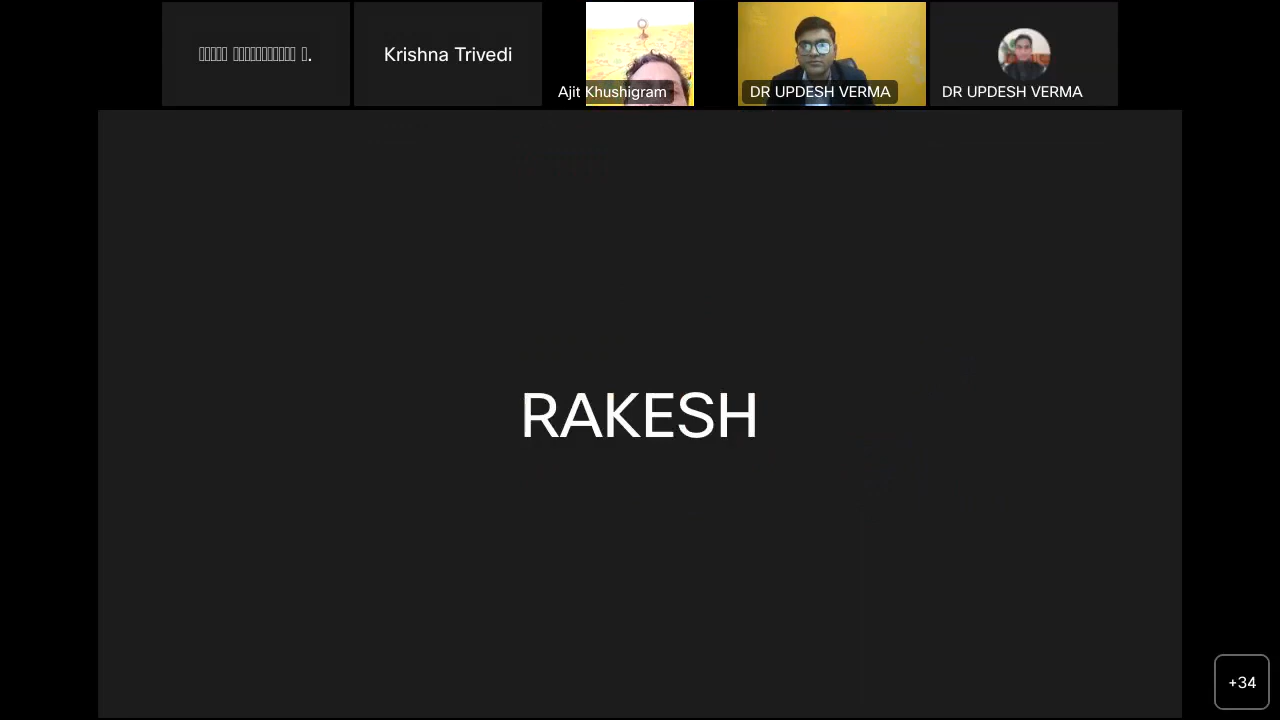 Krishna Trivedi
Ajit Khushigram
DR UPDESH VERMA
DR UPDESH VERMA
RAKESH
+34